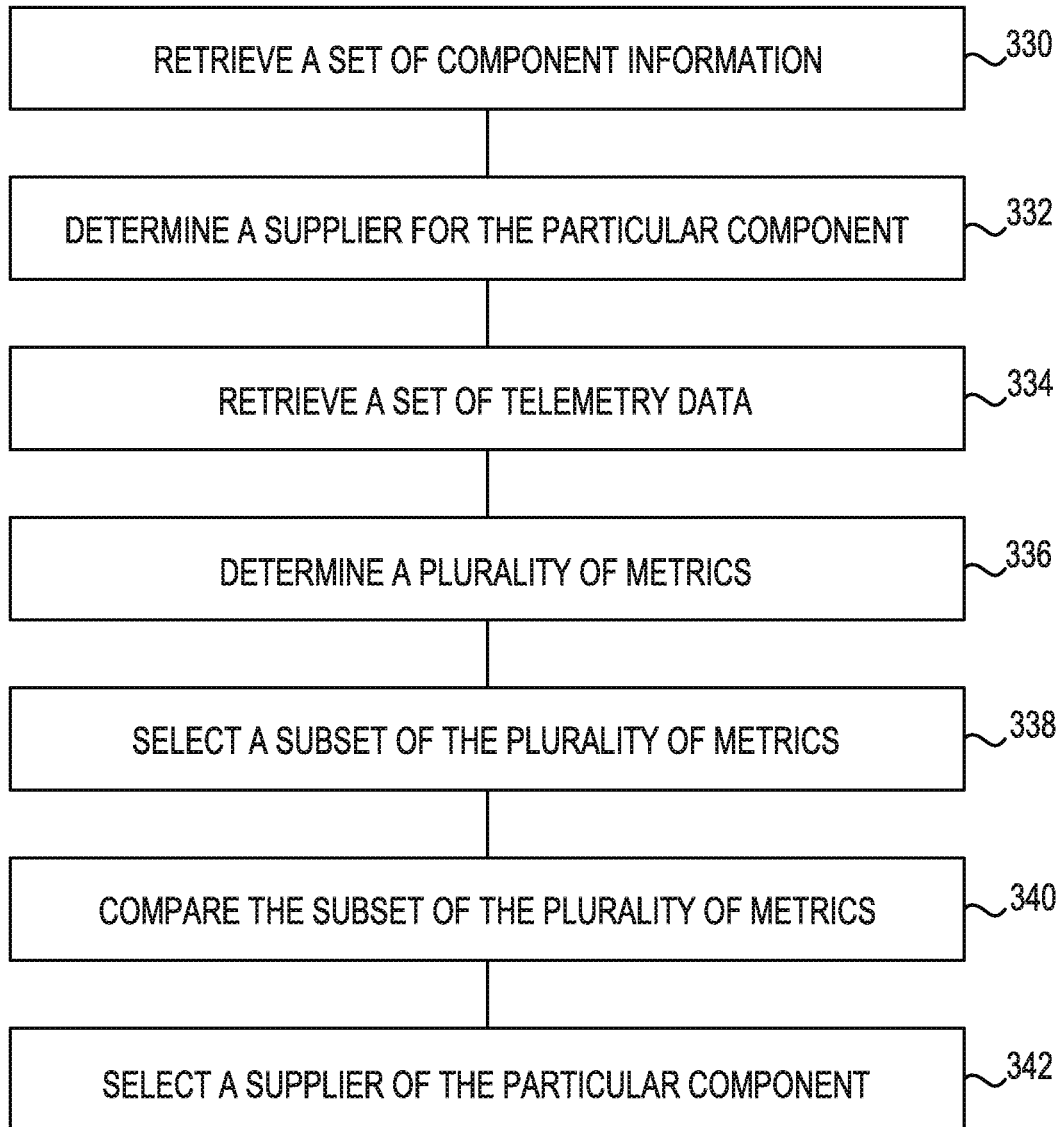 RETRIEVE A SET OF COMPONENT INFORMATION
330
DETERMINE A SUPPLIER FOR THE PARTICULAR COMPONENT
332
RETRIEVE A SET OF TELEMETRY DATA
334
DETERMINE A PLURALITY OF METRICS
336
SELECT A SUBSET OF THE PLURALITY OF METRICS
338
COMPARE THE SUBSET OF THE PLURALITY OF METRICS
340
SELECT A SUPPLIER OF THE PARTICULAR COMPONENT
342